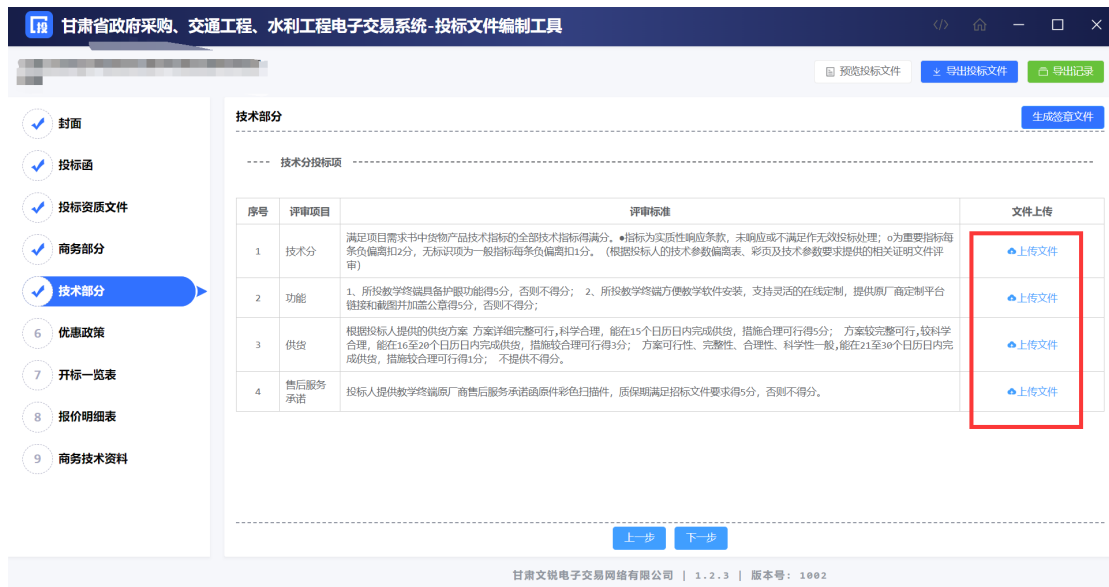 投 甘肃省政府采购、交通工程、水利工程电子交易系统-投标文件编制工具
预览投标文件 导出投标文件 导出记录
封面
投标函
投标资质文件
商务部分
技术部分
6 优惠政策
7 开标一览表
8 报价明细表
9 商务技术资料
技术部分 生成签章文件
技术分投标项
序号 评审项目 评审标准 文件上传
1 技术分 满足项目需求书中货物产品技术指标的全部技术指标得满分。●指标为实质性响应条款，未响应或不满足作无效投标处理；o为重要指标每
条负偏离扣2分，无标识项为一般指标每条负偏离扣1分。（根据投标人的技术参数偏离表、彩页及技术参数要求提供的相关证明文件评
审） 上传文件
2 功能 1、所投教学终端具备护眼功能得5分，否则不得分； 2、所投教学终端方便教学软件安装，支持灵活的在线定制，提供原厂商定制平台
链接和截图并加盖公章得5分，否则不得分； 上传文件
3 供货 根据投标人提供的供货方案 方案详细完整可行,科学合理，能在15个日历日内完成供货，措施合理可行得5分； 方案较完整可行,较科学
合理，能在16至20个日历日内完成供货，措施较合理可行得3分； 方案可行性、完整性、合理性、科学性一般,能在21至30个日历日内完
成供货，措施较合理可行得1分； 不提供不得分。 上传文件
4 售后服务
承诺 投标人提供教学终端原厂商售后服务承诺函原件彩色扫描件，质保期满足招标文件要求得5分，否则不得分。 上传文件
上一步 下一步
甘肃文锐电子交易网络有限公司 | 1.2.3 | 版本号: 1002